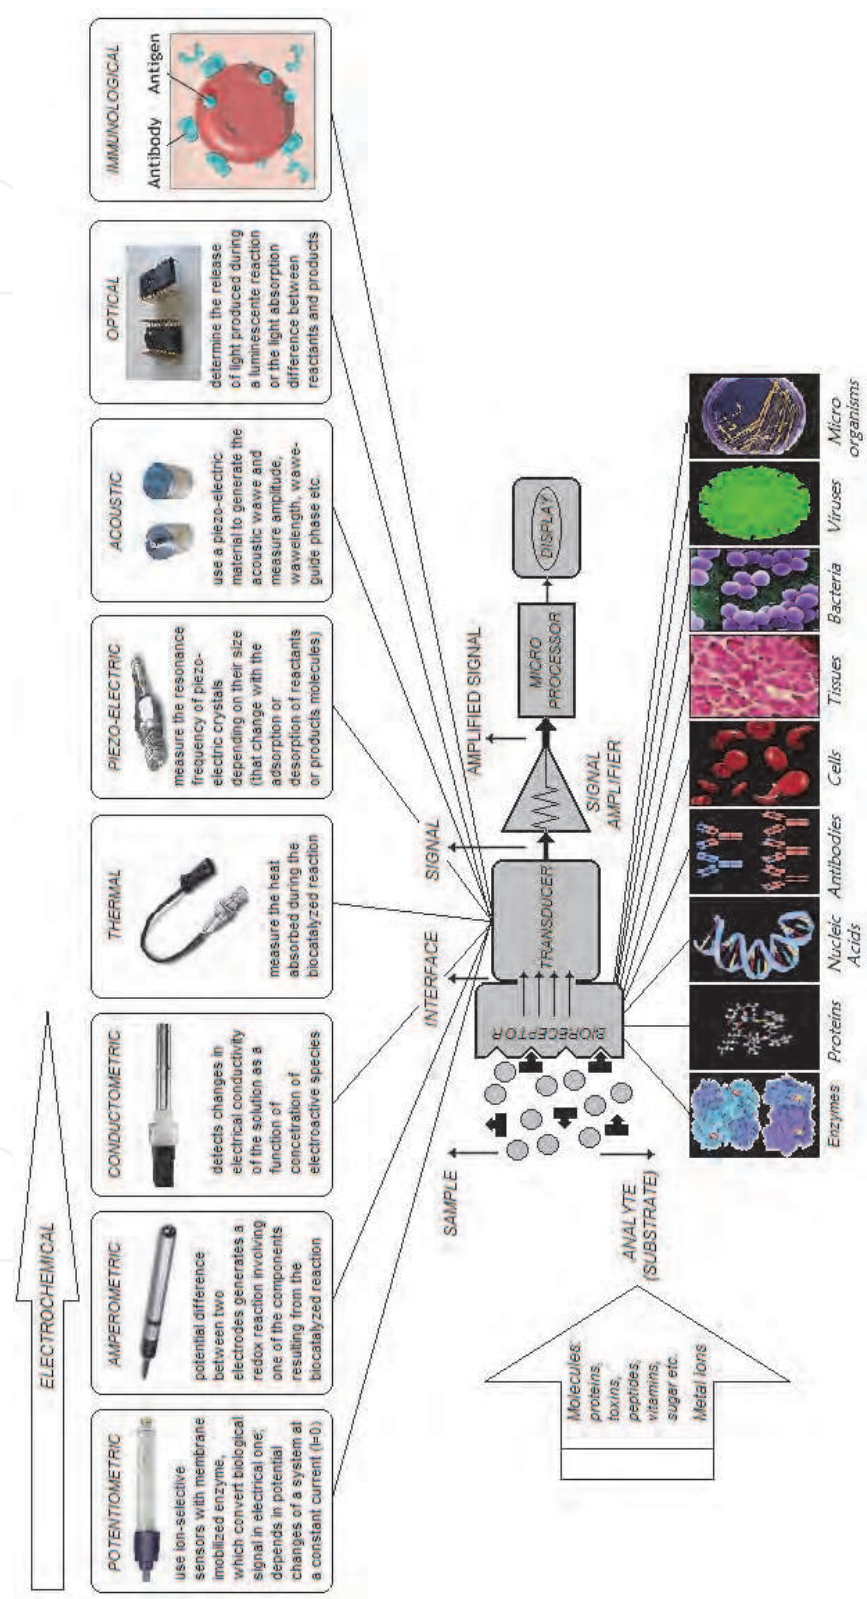 ELECTROCHEMICAL
POTENTIOMETRIC
use ion-selective
sensors with membrane
imobilized enzyme,
which convert biological
signal in electrical one;
depends in potential
changes of a system at
a constant current (I=0)
AMPEROMETRIC
potential difference
between two
electrodes generates a
redox reaction involving
one of the components
resulting from the
biocatalyzed reaction
CONDUCTOMETRIC
detects changes in
electrical conductivity
of the solution as a
function of
concetration of
electroactive species
THERMAL
measure the heat
absorbed during the
biocatalyzed reaction
PIEZO-ELECTRIC
measure the resonance
frequency of piezo-
electric crystals
depending on their size
(that change with the
adsorption or
desorption of reactants
or products molecules)
ACOUSTIC
use a piezo-electric
material to generate the
acoustic wawe and
measure amplitude,
wawelength, wawe-
guide phase etc.
OPTICAL
determine the release
of light produced during
a luminescente reaction
or the light absorption
difference between
reactants and products
IMMUNOLOGICAL
Antibody Antigen
SAMPLE
INTERFACE
SIGNAL
AMPLIFIED SIGNAL
BIORECEPTOR
TRANSDUCER
SIGNAL
AMPLIFIER
MICRO
PROCESSOR
DISPLAY
ANALYTE
(SUBSTRATE)
Molecules:
proteins,
toxins,
peptides,
vitamins,
sugar etc.
Metal ions
Enzymes
Proteins
Nucleic
Acids
Antibodies
Cells
Tissues
Bacteria
Viruses
Micro
organisms